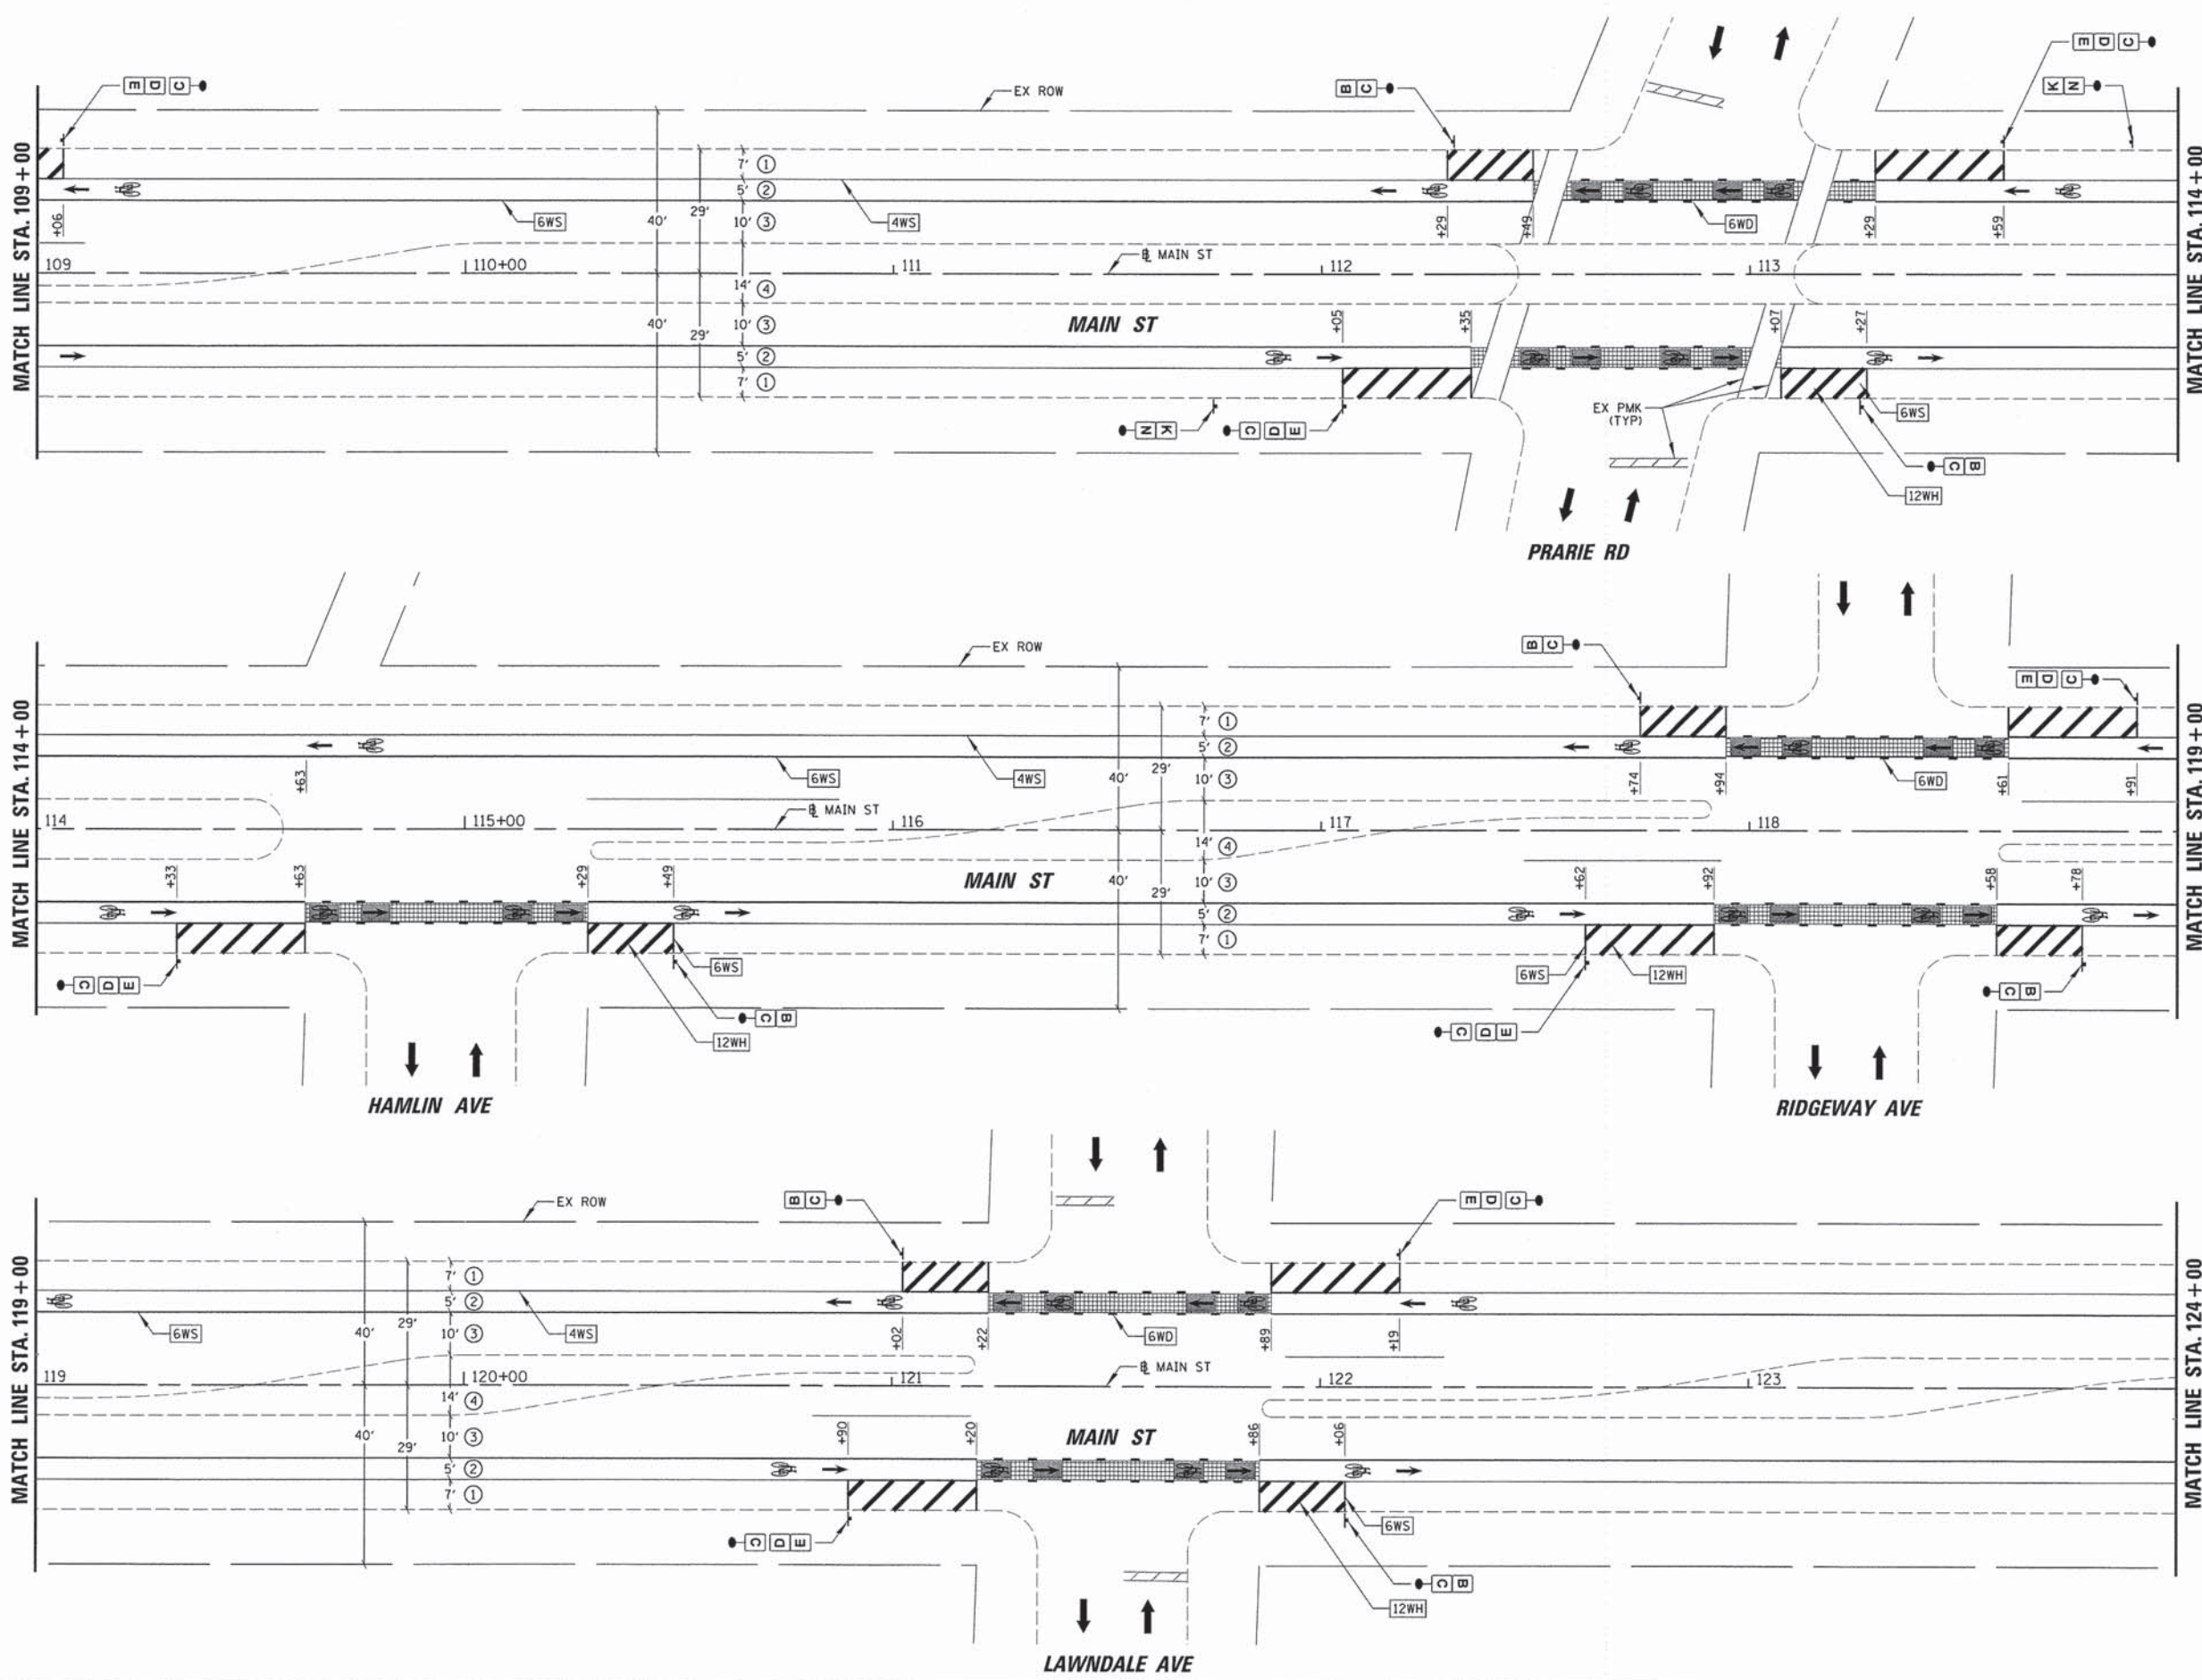 MATCH LINE STA. 109+00
E D C
EX ROW
B C
E D C
K N
MATCH LINE STA. 114+00
7' 1
5' 2
10' 3
+06
6WS
40'
29'
4WS
+29
+49
6WD
+29
+59
109
110+00
111
℄ MAIN ST
112
113
14' 4
MAIN ST
40'
29'
10' 3
5' 2
7' 1
+05
+35
+07
+27
N K
C D E
EX PMK
(TYP)
6WS
C B
12WH
PRARIE RD
MATCH LINE STA. 114+00
EX ROW
B C
E D C
MATCH LINE STA. 119+00
7' 1
5' 2
10' 3
+63
6WS
4WS
40'
29'
+74
+94
6WD
+61
+91
114
115+00
℄ MAIN ST
116
117
118
14' 4
+33
+63
+29
+49
MAIN ST
40'
29'
10' 3
5' 2
7' 1
+62
+92
+58
+78
C D E
6WS
C B
12WH
6WS
12WH
C D E
C B
HAMLIN AVE
RIDGEWAY AVE
MATCH LINE STA. 119+00
EX ROW
B C
E D C
MATCH LINE STA. 124+00
7' 1
5' 2
10' 3
6WS
40'
29'
4WS
+02
+22
6WD
+89
+19
119
120+00
121
℄ MAIN ST
122
123
14' 4
40'
29'
10' 3
5' 2
7' 1
+90
+20
MAIN ST
+86
+06
C D E
6WS
C B
12WH
LAWNDALE AVE